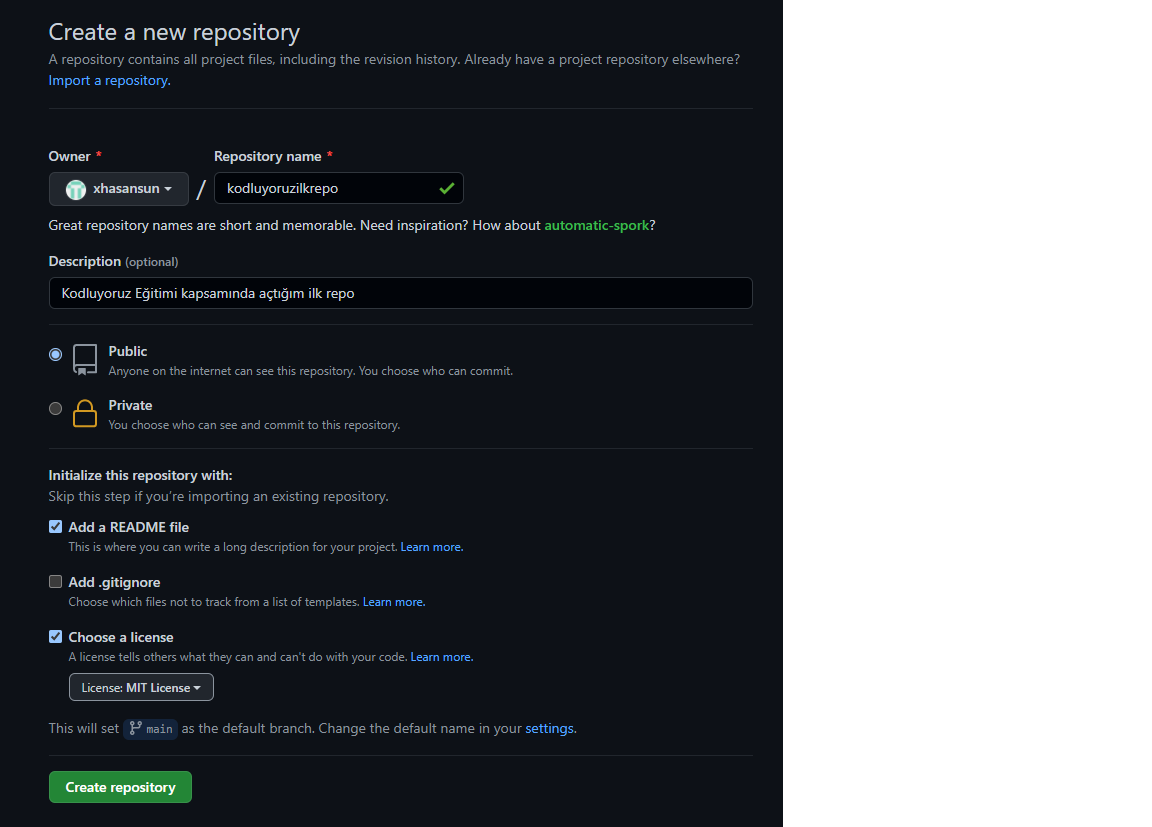 Create a new repository
A repository contains all project files, including the revision history. Already have a project repository elsewhere?
Import a repository.
Owner * Repository name *
xhasansun / kodluyoruzilkrepo
Great repository names are short and memorable. Need inspiration? How about automatic-spork?
Description (optional)
Kodluyoruz Eğitimi kapsamında açtığım ilk repo
Public
Anyone on the internet can see this repository. You choose who can commit.
Private
You choose who can see and commit to this repository.
Initialize this repository with:
Skip this step if you’re importing an existing repository.
Add a README file
This is where you can write a long description for your project. Learn more.
Add .gitignore
Choose which files not to track from a list of templates. Learn more.
Choose a license
A license tells others what they can and can't do with your code. Learn more.
License: MIT License
This will set main as the default branch. Change the default name in your settings.
Create repository